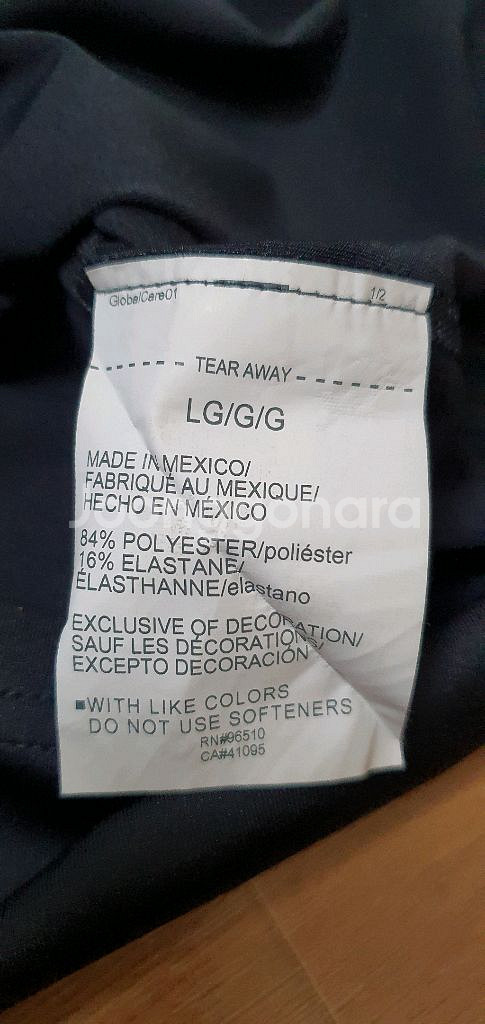 GlobalCare01
1/2
TEAR AWAY
LG/G/G
MADE IN MEXICO/
FABRIQUÉ AU MEXIQUE/
HECHO EN MÉXICO
84% POLYESTER/poliéster
16% ELASTANE/
ÉLASTHANNE/elastano
EXCLUSIVE OF DECORATION/
SAUF LES DÉCORATIONS/
EXCEPTO DECORACIÓN
■WITH LIKE COLORS
DO NOT USE SOFTENERS
RN#96510
CA#41095